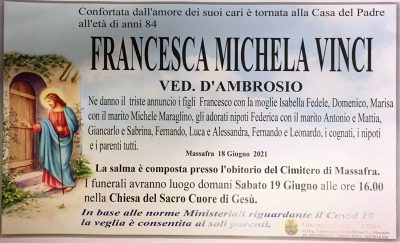 Confortata dall'amore dei suoi cari è tornata alla Casa del Padre
all'età di anni 84
FRANCESCA MICHELA VINCI
VED. D'AMBROSIO
Ne danno il triste annuncio i figli Francesco con la moglie Isabella Fedele, Domenico, Marisa
con il marito Michele Maraglino, gli adorati nipoti Federica con il marito Antonio e Mattia,
Giancarlo e Sabrina, Fernando, Luca e Alessandra, Fernando e Leonardo, i cognati, i nipoti
e i parenti tutti.
Massafra 18 Giugno 2021
La salma è composta presso l'obitorio del Cimitero di Massafra.
I funerali avranno luogo domani Sabato 19 Giugno alle ore 16.00
nella Chiesa del Sacro Cuore di Gesù.
In base alle norme Ministeriali riguardante il Covid 19
la veglia è consentita ai soli parenti.